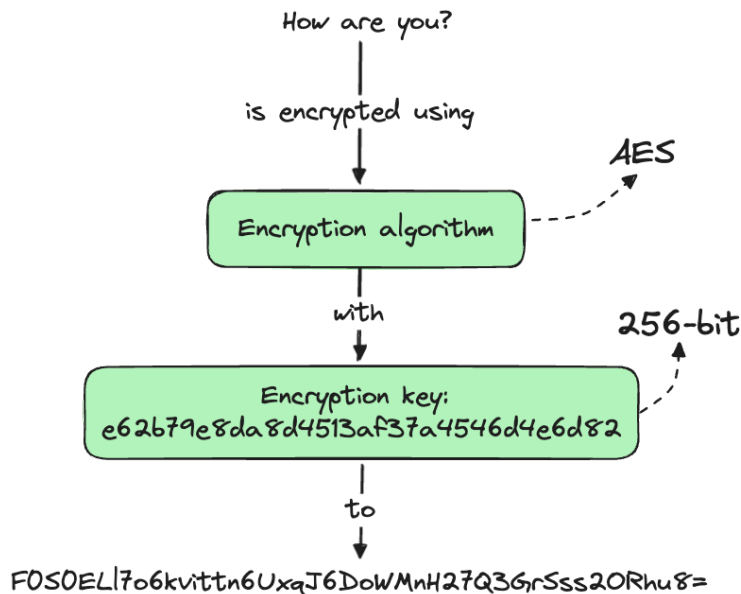 How are you?
is encrypted using
AES
Encryption algorithm
with
256-bit
Encryption key:
e62b79e8da8d4513af37a4546d4e6d82
to
FOSOELl7o6kvittn6UxqJ6DoWMnH27Q3GrSss2ORhu8=